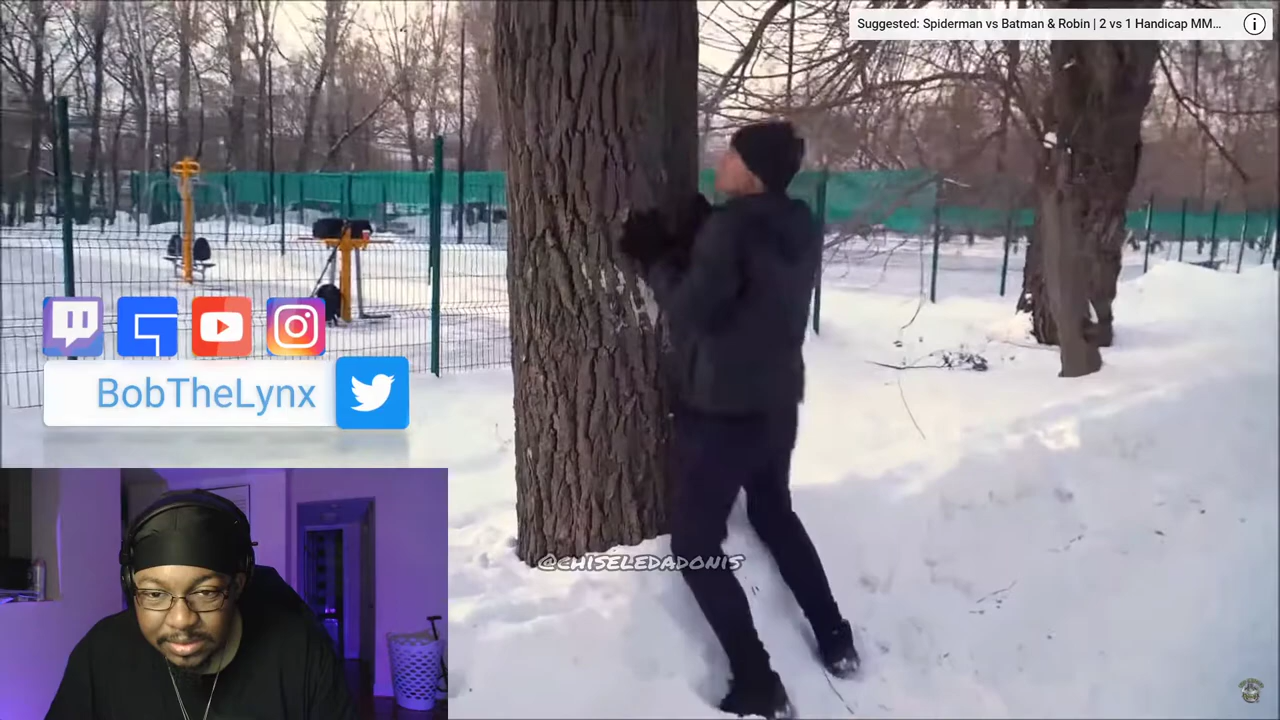 Suggested: Spiderman vs Batman & Robin | 2 vs 1 Handicap MM...
BobTheLynx
@CHISELEDADONIS